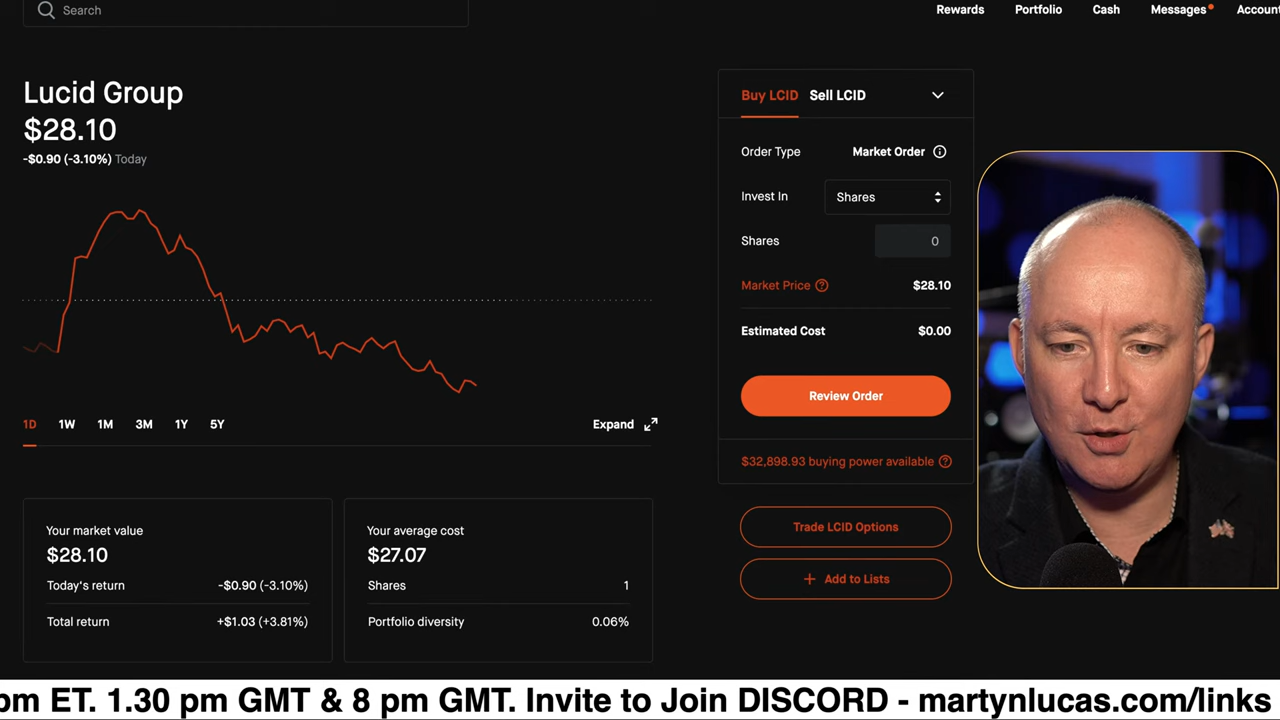 Search
Rewards
Portfolio
Cash
Messages
Account
Lucid Group
$28.10
-$0.90 (-3.10%) Today
1D
1W
1M
3M
1Y
5Y
Expand
Your market value
$28.10
Today's return -$0.90 (-3.10%)
Total return +$1.03 (+3.81%)
Your average cost
$27.07
Shares 1
Portfolio diversity 0.06%
Buy LCID Sell LCID
Order Type Market Order
Invest In Shares
Shares 0
Market Price $28.10
Estimated Cost $0.00
Review Order
$32,898.93 buying power available
Trade LCID Options
+ Add to Lists
pm ET. 1.30 pm GMT & 8 pm GMT. Invite to Join DISCORD - martynlucas.com/links